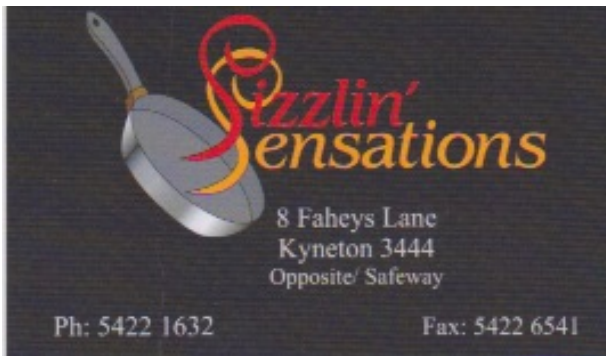 Sizzlin'
Sensations
8 Faheys Lane
Kyneton 3444
Opposite/ Safeway
Ph: 5422 1632
Fax: 5422 6541